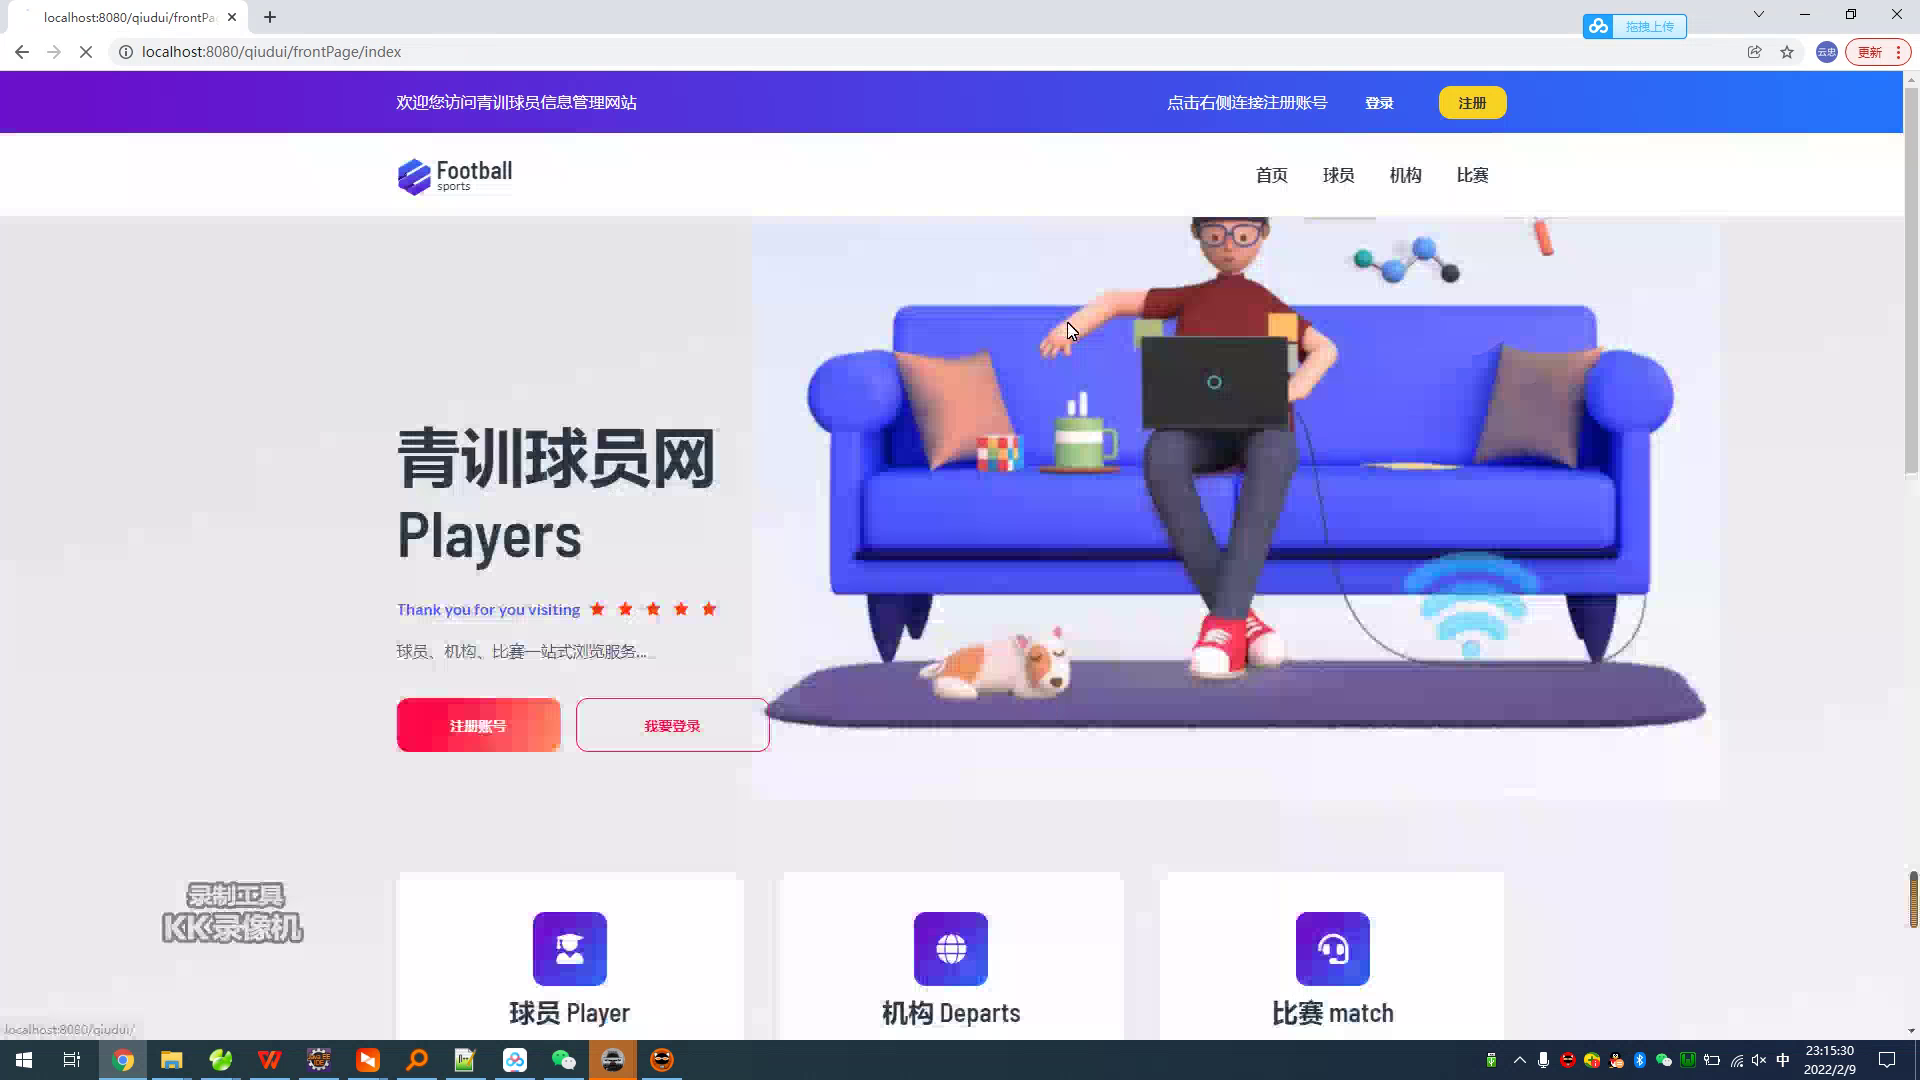 localhost:8080/qiudui/frontPa
拖拽上传
localhost:8080/qiudui/frontPage/index
云忠
更新
欢迎您访问青训球员信息管理网站
点击右侧连接注册账号
登录
注册
Football
sports
首页
球员
机构
比赛
青训球员网
Players
Thank you for you visiting
球员、机构、比赛一站式浏览服务...
注册账号
我要登录
录制工具
KK录像机
球员 Player
机构 Departs
比赛 match
localhost:8080/qiudui/
中
23:15:30
2022/2/9